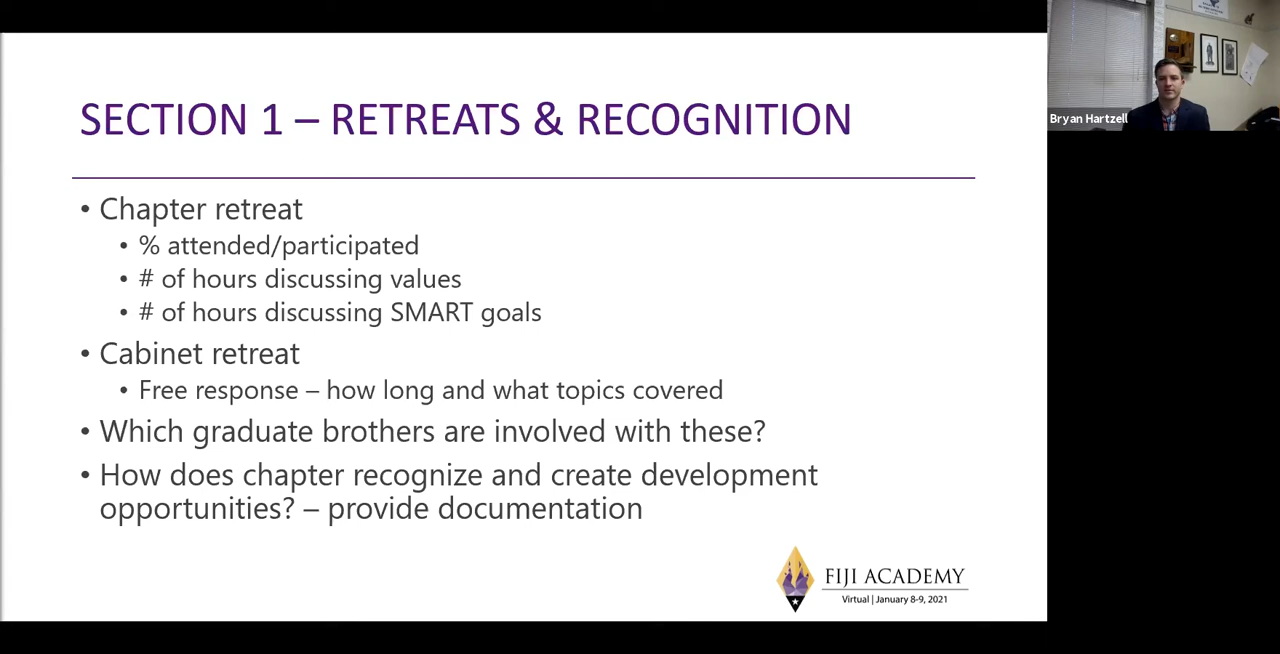 SECTION 1 – RETREATS & RECOGNITION
• Chapter retreat
• % attended/participated
• # of hours discussing values
• # of hours discussing SMART goals
• Cabinet retreat
• Free response – how long and what topics covered
• Which graduate brothers are involved with these?
• How does chapter recognize and create development
opportunities? – provide documentation
FIJI ACADEMY
Virtual | January 8-9, 2021
Bryan Hartzell